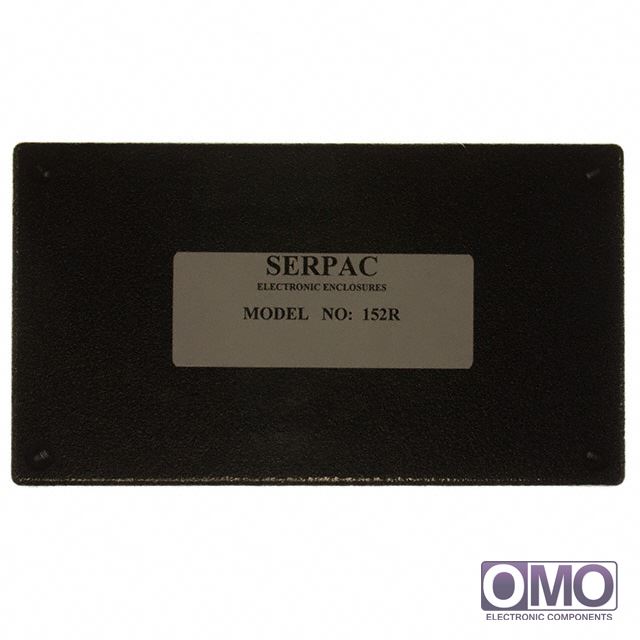 SERPAC
ELECTRONIC ENCLOSURES
MODEL NO: 152R
OMO
ELECTRONIC COMPONENTS